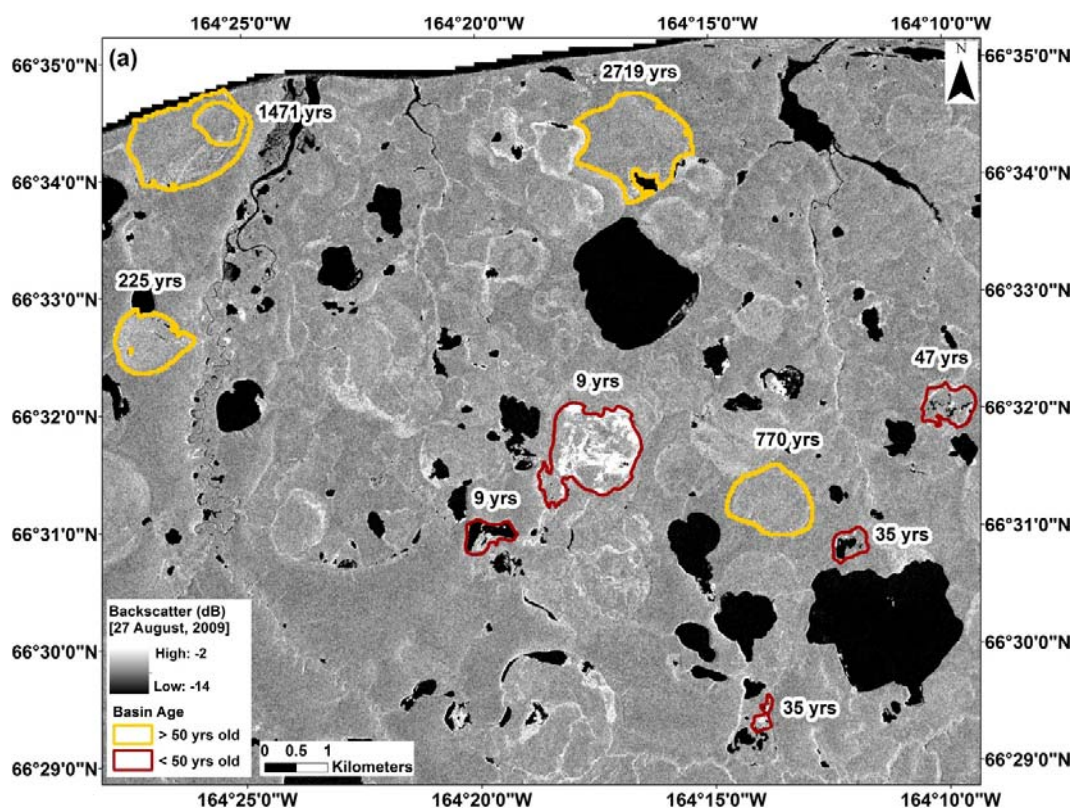 164°25'0"W 164°20'0"W 164°15'0"W 164°10'0"W
(a)
N
66°35'0"N
66°35'0"N
2719 yrs
1471 yrs
66°34'0"N
66°34'0"N
225 yrs
66°33'0"N
66°33'0"N
47 yrs
9 yrs
66°32'0"N
66°32'0"N
770 yrs
9 yrs
66°31'0"N
35 yrs
66°31'0"N
Backscatter (dB)
[27 August, 2009]
High: -2
Low: -14
66°30'0"N
66°30'0"N
Basin Age
> 50 yrs old
< 50 yrs old
35 yrs
0 0.5 1
Kilometers
66°29'0"N
66°29'0"N
164°25'0"W 164°20'0"W 164°15'0"W 164°10'0"W